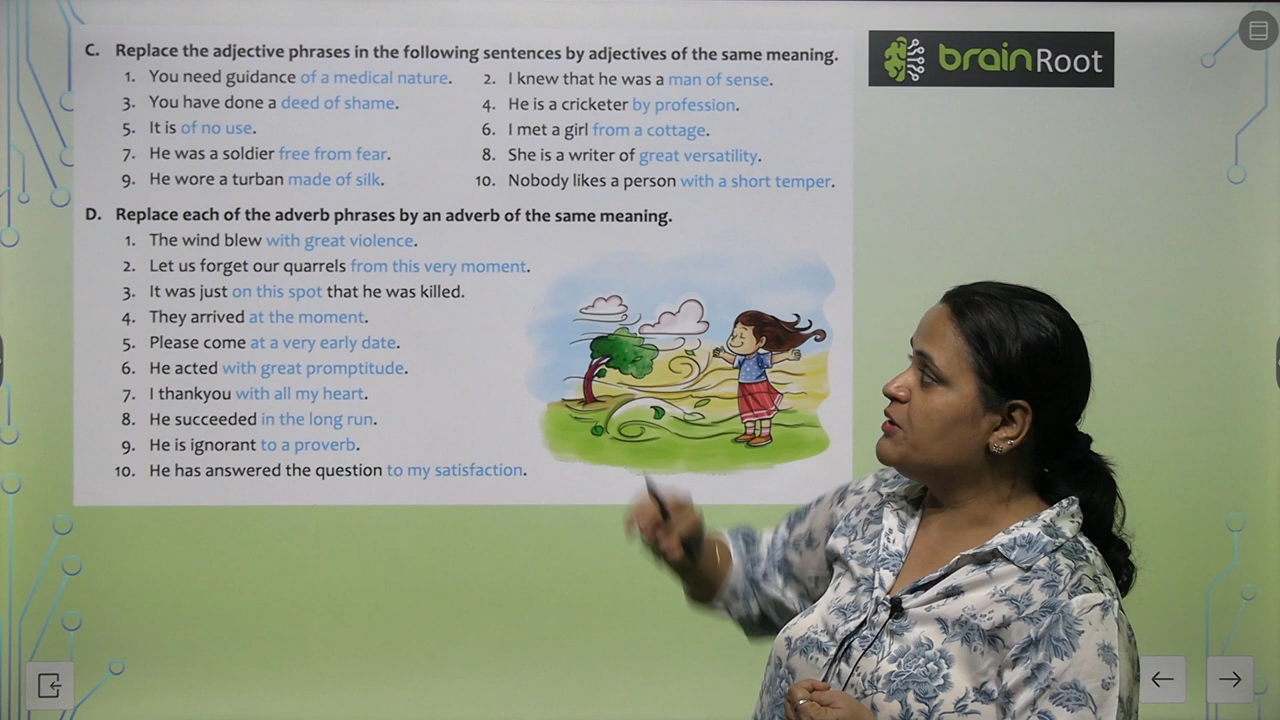 C. Replace the adjective phrases in the following sentences by adjectives of the same meaning.
1. You need guidance of a medical nature. 2. I knew that he was a man of sense.
3. You have done a deed of shame. 4. He is a cricketer by profession.
5. It is of no use. 6. I met a girl from a cottage.
7. He was a soldier free from fear. 8. She is a writer of great versatility.
9. He wore a turban made of silk. 10. Nobody likes a person with a short temper.
D. Replace each of the adverb phrases by an adverb of the same meaning.
1. The wind blew with great violence.
2. Let us forget our quarrels from this very moment.
3. It was just on this spot that he was killed.
4. They arrived at the moment.
5. Please come at a very early date.
6. He acted with great promptitude.
7. I thankyou with all my heart.
8. He succeeded in the long run.
9. He is ignorant to a proverb.
10. He has answered the question to my satisfaction.
brainRoot